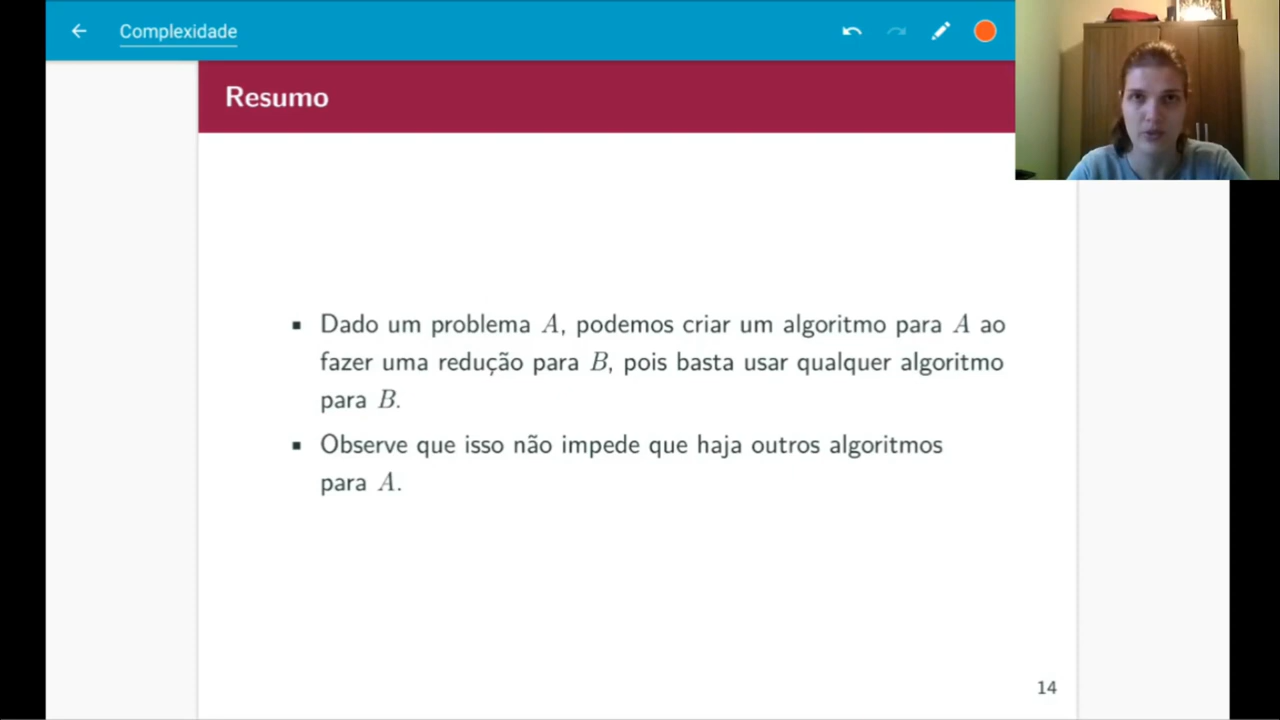 Complexidade
Resumo
▪ Dado um problema A, podemos criar um algoritmo para A ao
fazer uma redução para B, pois basta usar qualquer algoritmo
para B.
▪ Observe que isso não impede que haja outros algoritmos
para A.
14